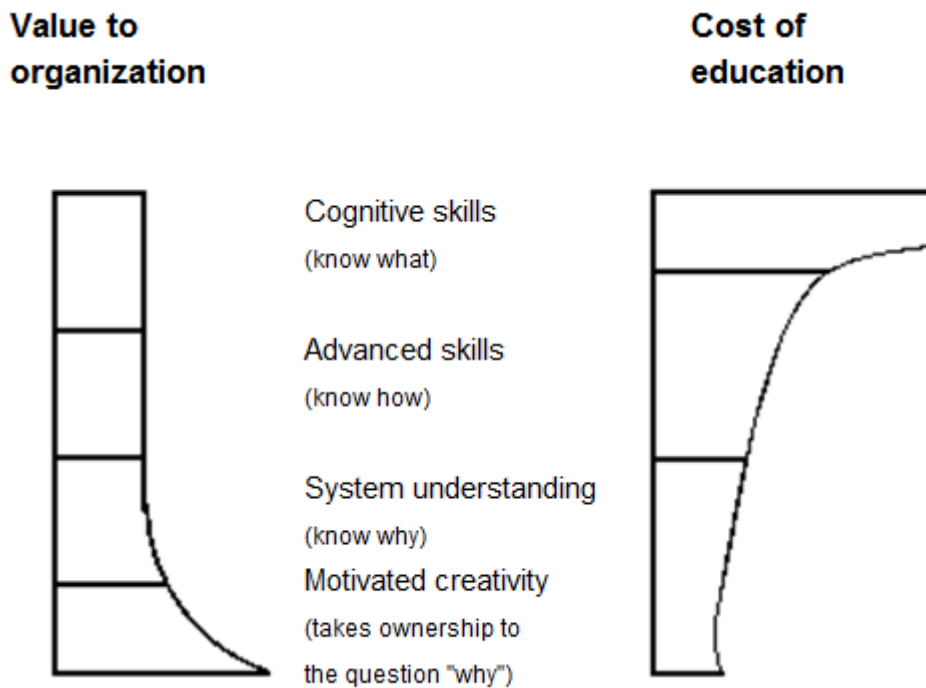 Value to
organization
Cost of
education
Cognitive skills
(know what)
Advanced skills
(know how)
System understanding
(know why)
Motivated creativity
(takes ownership to
the question "why")